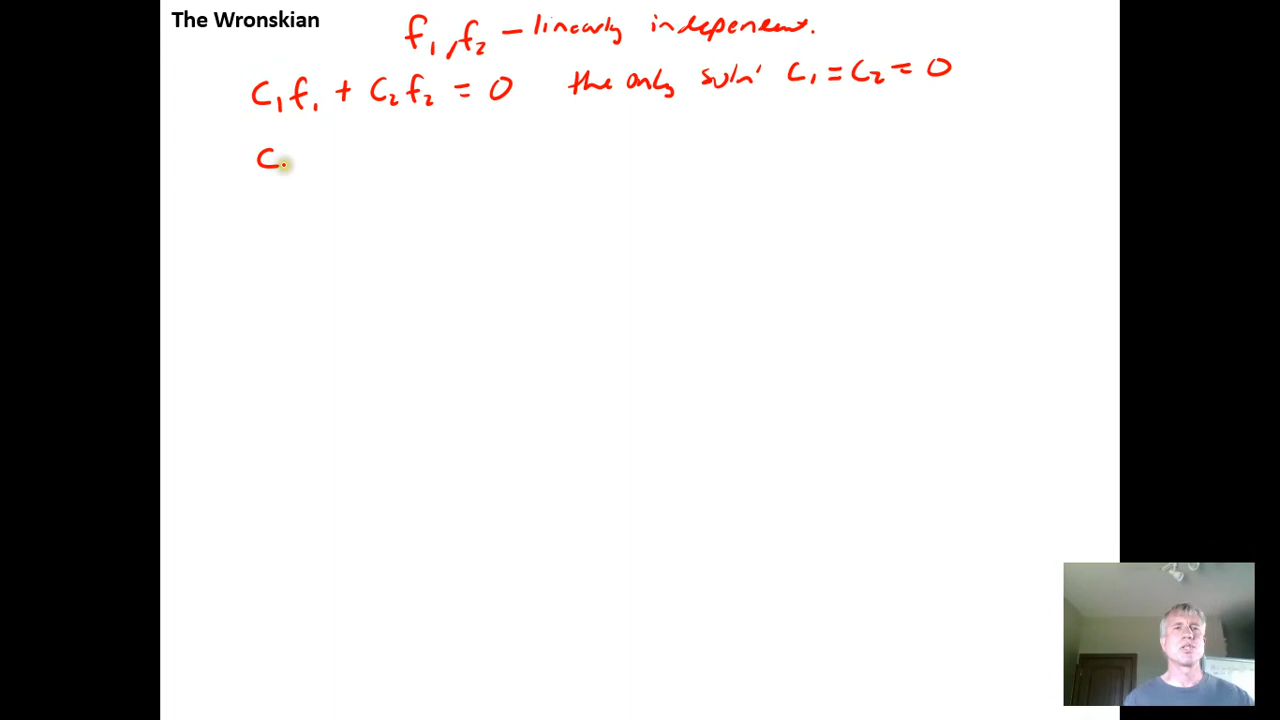 The Wronskian
f₁, f₂ – linearly independent.
C₁f₁ + C₂f₂ = 0 the only soln' C₁ = C₂ = 0
C